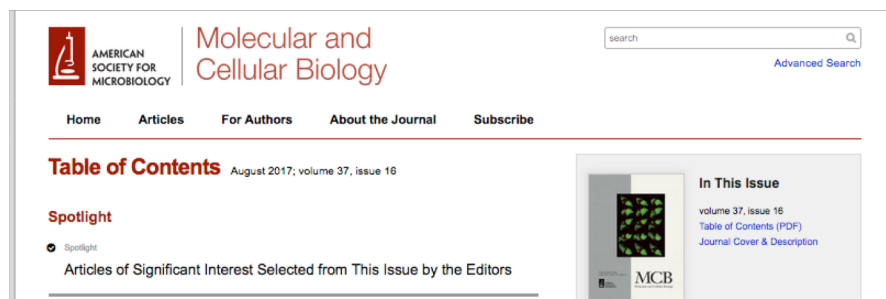 AMERICAN
SOCIETY FOR
MICROBIOLOGY
Molecular and
Cellular Biology
search
Advanced Search
Home Articles For Authors About the Journal Subscribe
Table of Contents August 2017; volume 37, issue 16
Spotlight
Spotlight
Articles of Significant Interest Selected from This Issue by the Editors
In This Issue
volume 37, issue 16
Table of Contents (PDF)
Journal Cover & Description
MCB